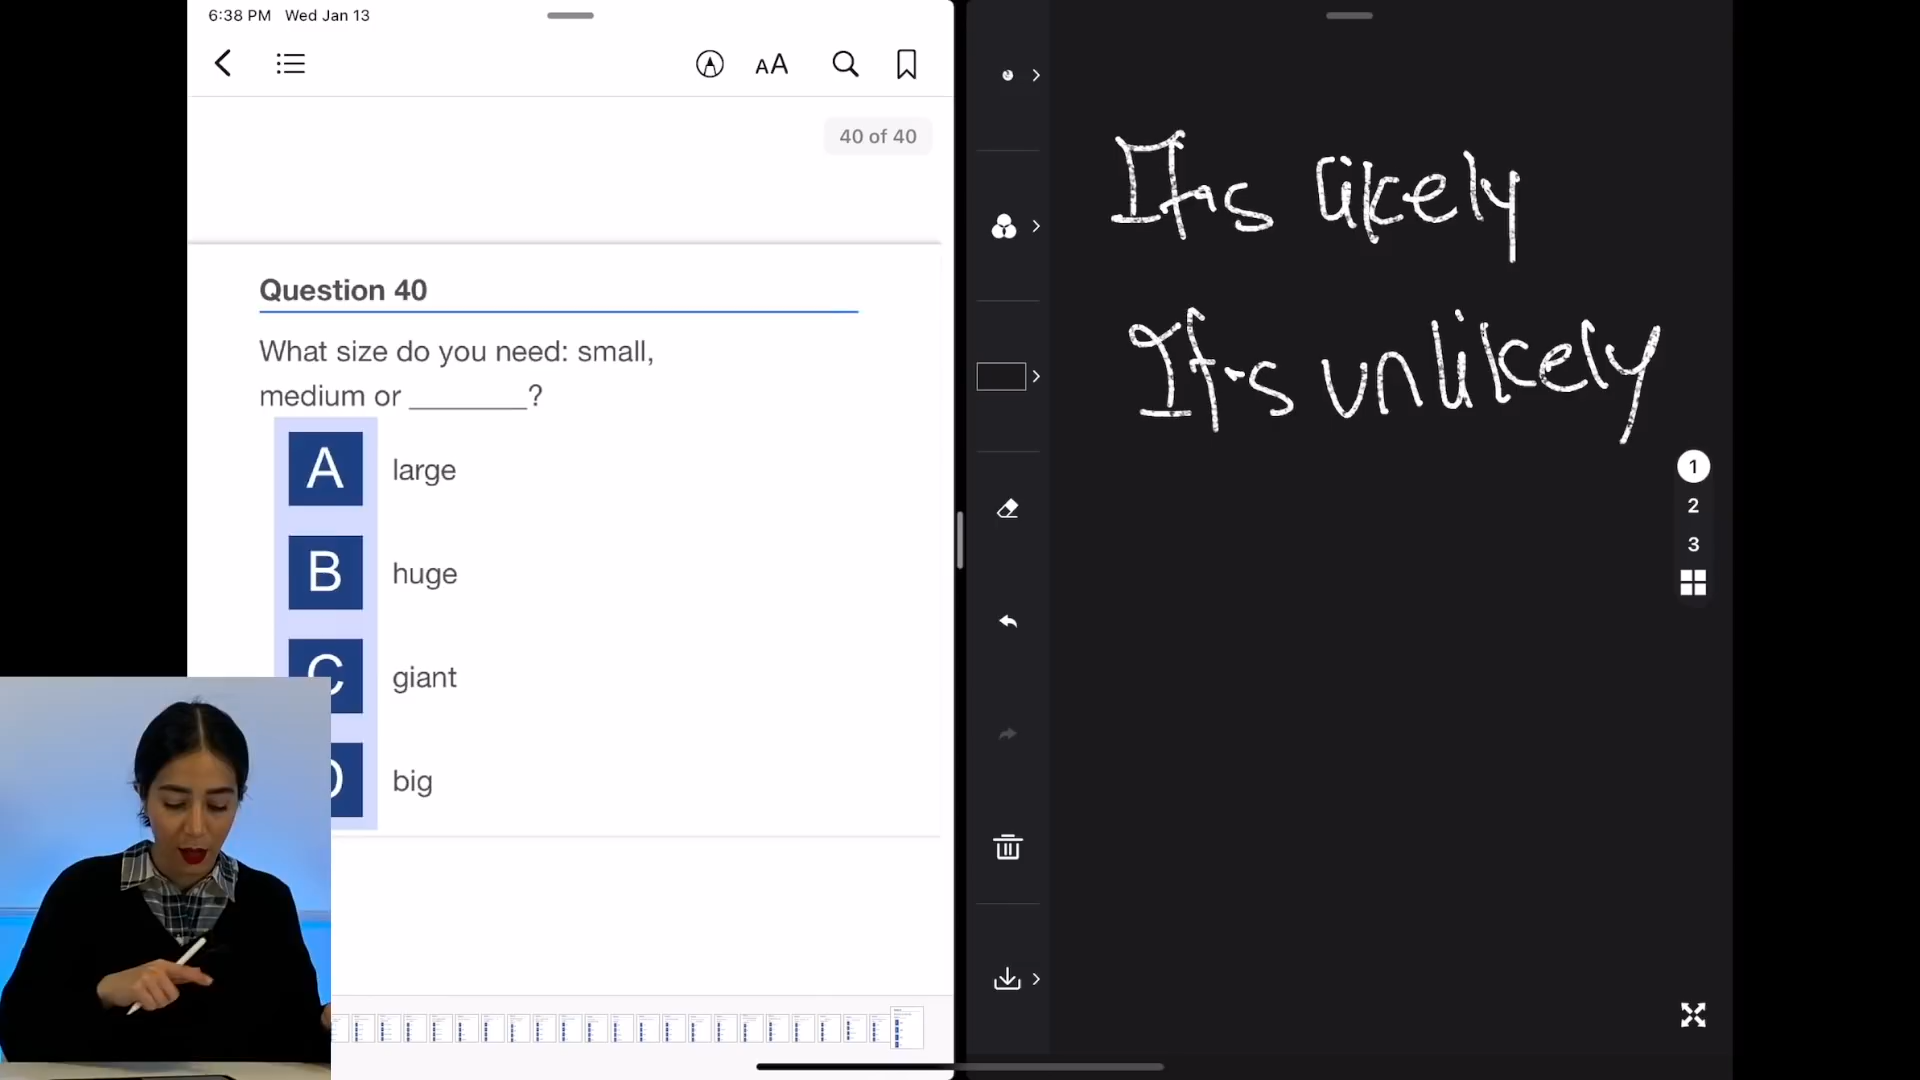 6:38 PM Wed Jan 13
AA
40 of 40
Question 40
What size do you need: small,
medium or ________?
A large
B huge
C giant
D big
It's likely
It's unlikely
1
2
3